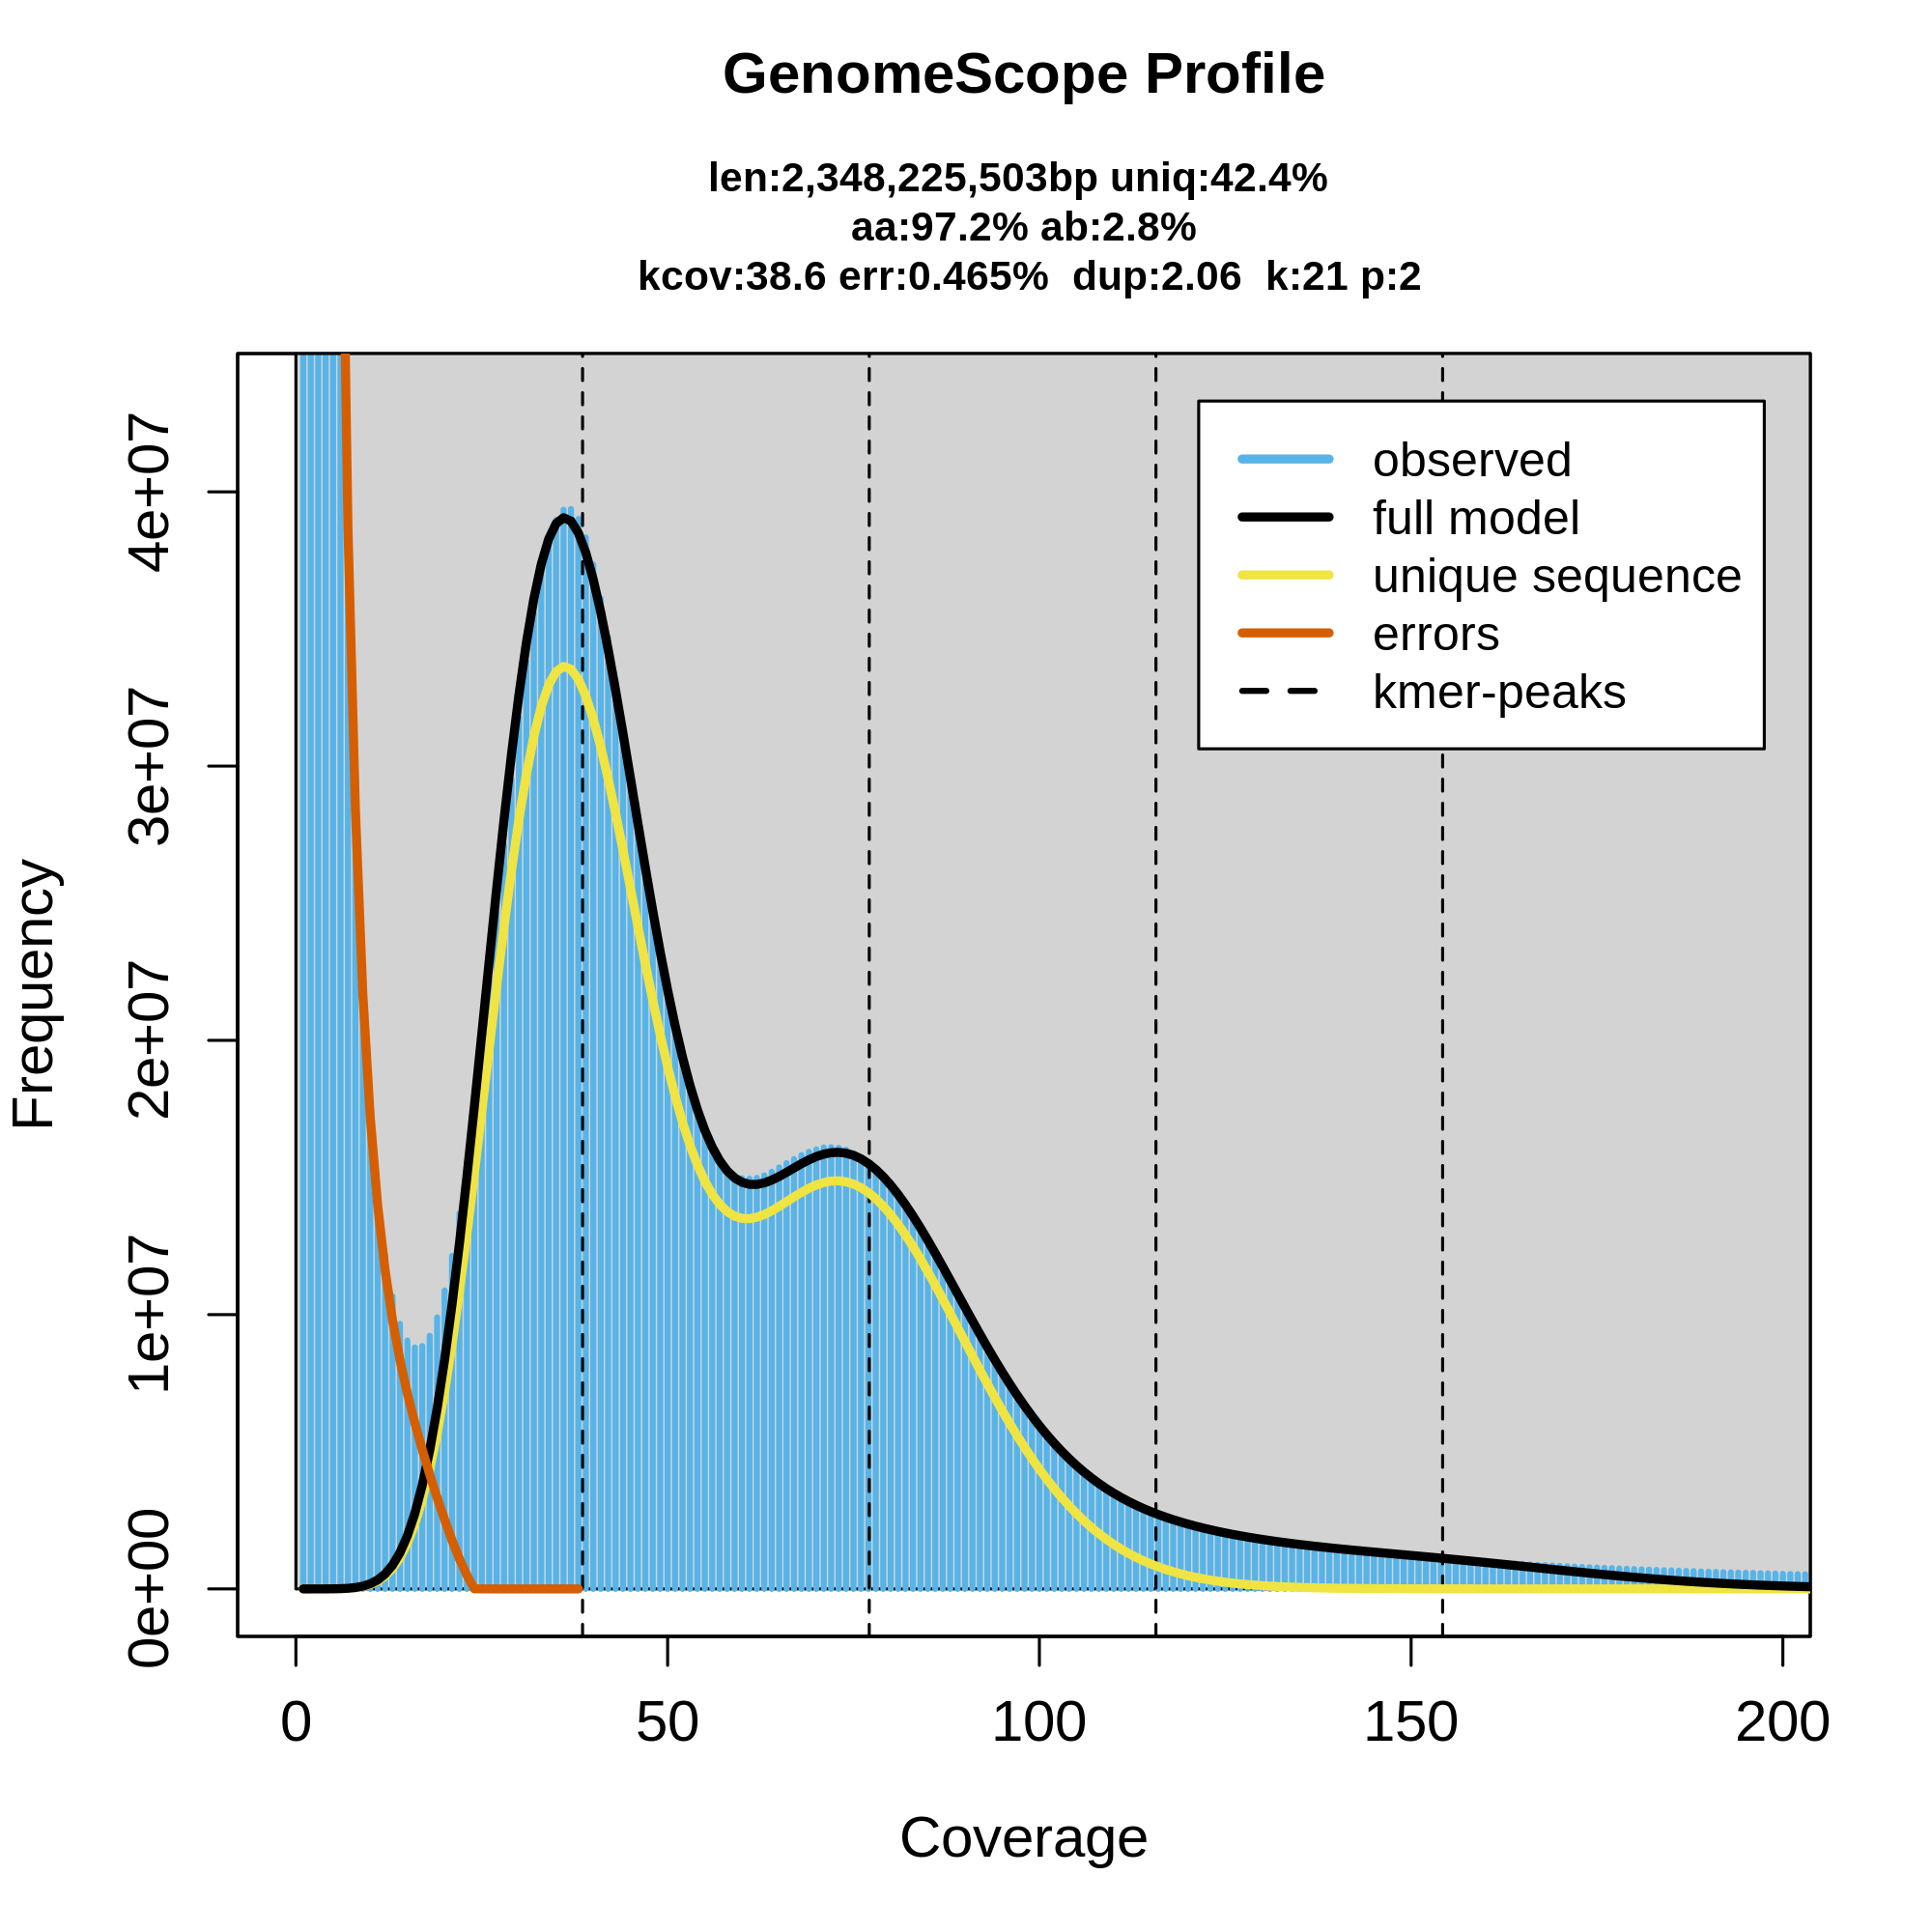 GenomeScope Profile
len:2,348,225,503bp uniq:42.4%
aa:97.2% ab:2.8%
kcov:38.6 err:0.465%  dup:2.06  k:21 p:2
observed
full model
unique sequence
errors
kmer-peaks
Frequency
4e+07
3e+07
2e+07
1e+07
0e+00
0 50 100 150 200
Coverage